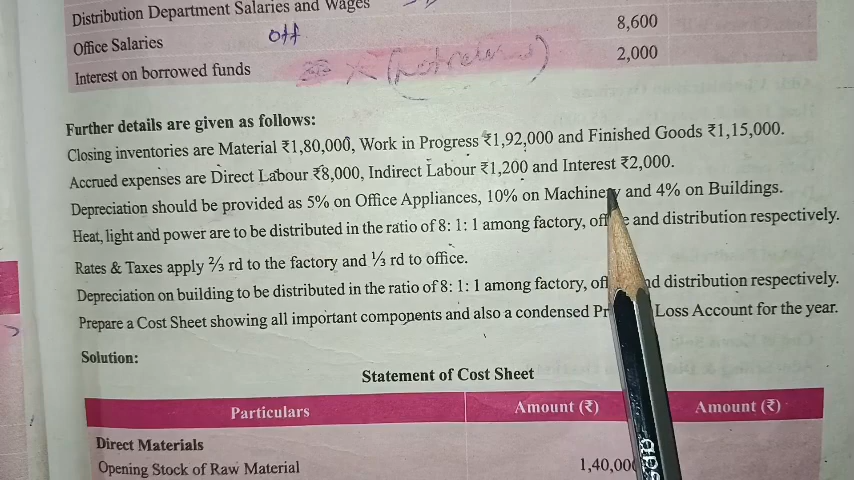 Distribution Department Salaries and Wages
Office Salaries off 8,600
Interest on borrowed funds 2,000
Further details are given as follows:
Closing inventories are Material ₹1,80,000, Work in Progress ₹1,92,000 and Finished Goods ₹1,15,000.
Accrued expenses are Direct Labour ₹8,000, Indirect Labour ₹1,200 and Interest ₹2,000.
Depreciation should be provided as 5% on Office Appliances, 10% on Machinery and 4% on Buildings.
Heat, light and power are to be distributed in the ratio of 8: 1: 1 among factory, and distribution respectively.
Rates & Taxes apply ⅔ rd to the factory and ⅓ rd to office.
Depreciation on building to be distributed in the ratio of 8: 1: 1 among factory, distribution respectively.
Prepare a Cost Sheet showing all important components and also a condensed Loss Account for the year.
Solution:
Statement of Cost Sheet
Particulars Amount (₹) Amount (₹)
Direct Materials
Opening Stock of Raw Material 1,40,000